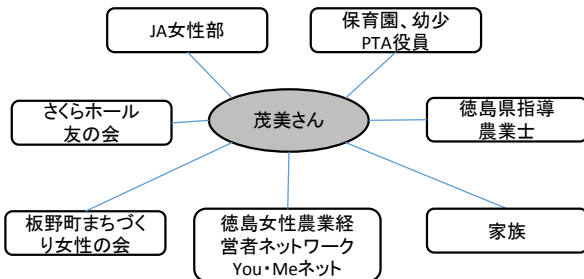 JA女性部
保育園、幼少
PTA役員
さくらホール
友の会
茂美さん
徳島県指導
農業士
板野町まちづく
り女性の会
徳島女性農業経
営者ネットワーク
You・Meネット
家族